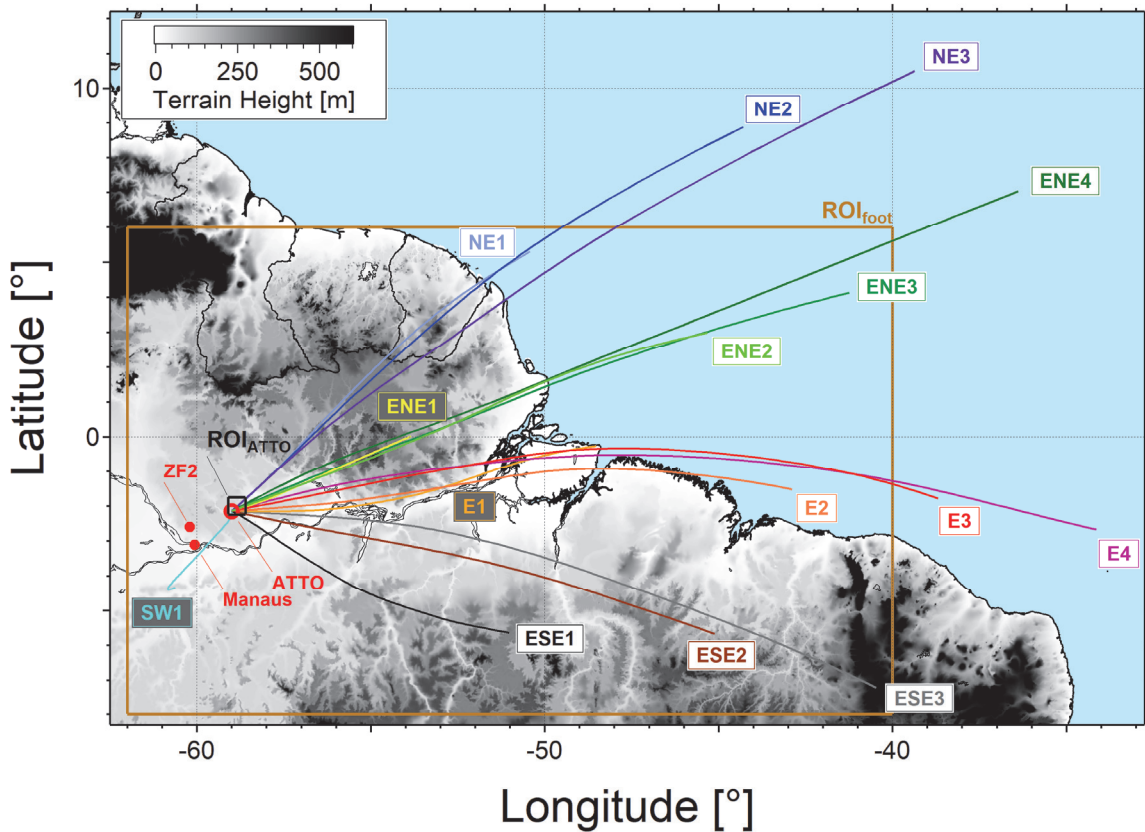 0 250 500
Terrain Height [m]
NE3
NE2
ENE4
ROIfoot
NE1
ENE3
ENE2
ENE1
ROIATTO
ZF2
E1
E2
E3
E4
ATTO
Manaus
SW1
ESE1
ESE2
ESE3
10
0
Latitude [°]
-60 -50 -40
Longitude [°]